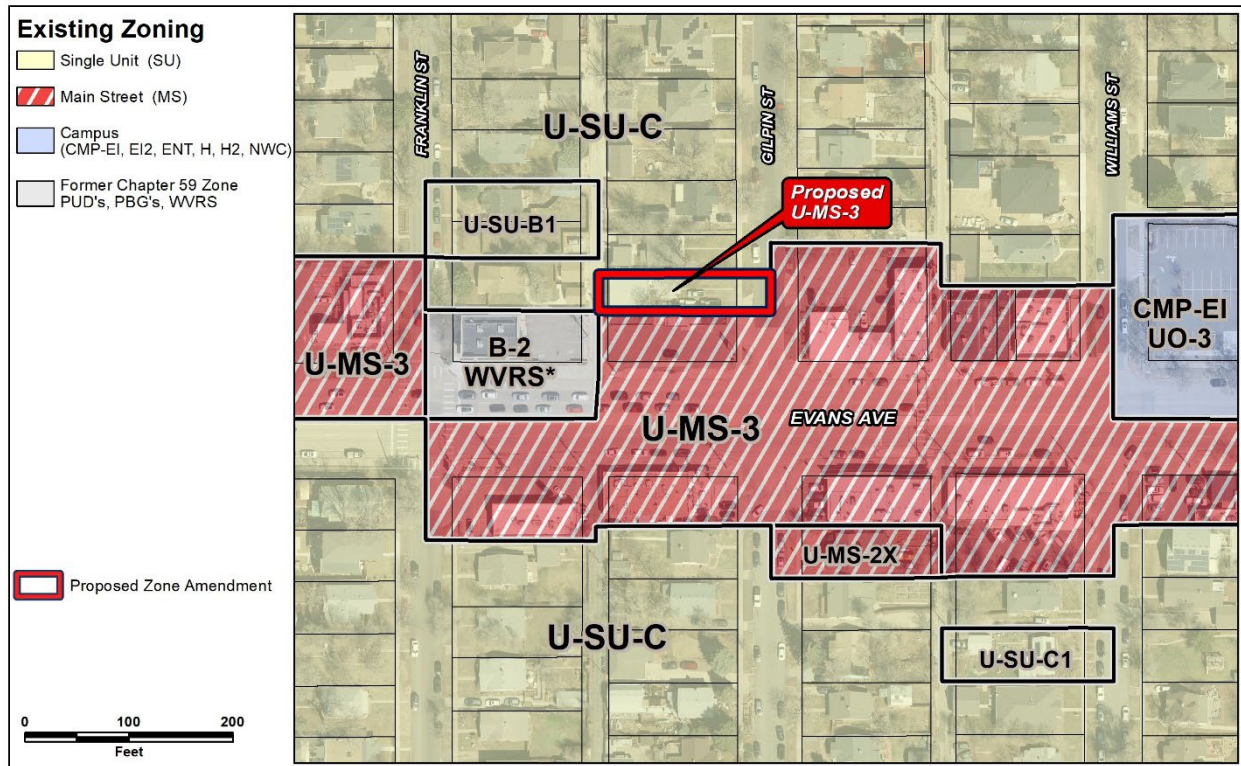 Existing Zoning
Single Unit (SU)
Main Street (MS)
Campus
(CMP-EI, EI2, ENT, H, H2, NWC)
Former Chapter 59 Zone
PUD's, PBG's, WVRS
Proposed Zone Amendment
0 100 200
Feet
FRANKLIN ST
GILPIN ST
WILLIAMS ST
U-SU-C
Proposed
U-MS-3
U-SU-B1
U-MS-3
B-2
WVRS*
CMP-EI
UO-3
U-MS-3
EVANS AVE
U-MS-2X
U-SU-C
U-SU-C1